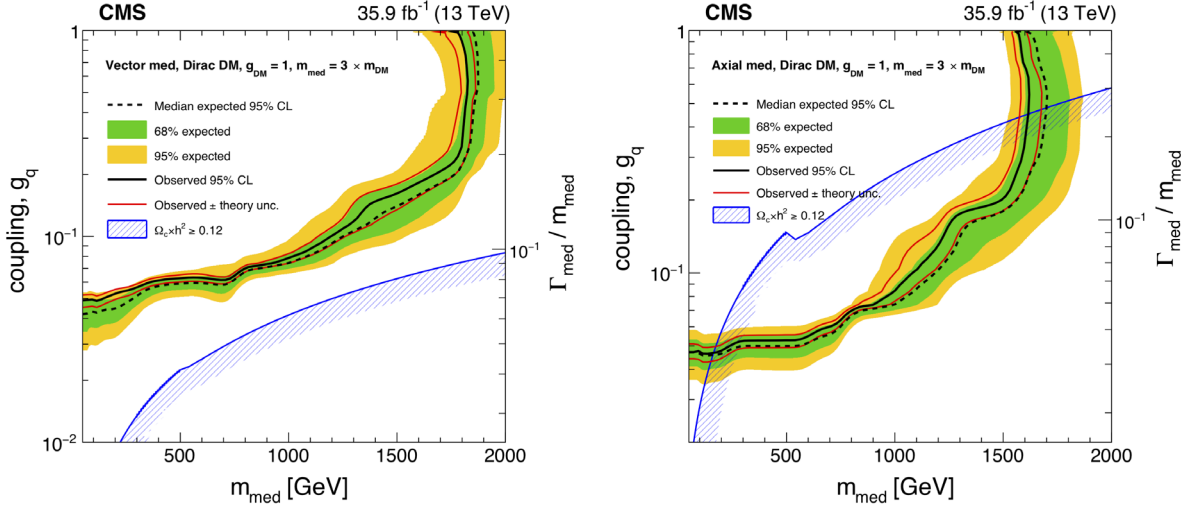 CMS
35.9 fb⁻¹ (13 TeV)
Vector med, Dirac DM, g_DM = 1, m_med = 3 × m_DM
Median expected 95% CL
68% expected
95% expected
Observed 95% CL
Observed ± theory unc.
Ω_c×h² ≥ 0.12
1
10⁻¹
10⁻²
coupling, g_q
10⁻¹
Γ_med / m_med
500
1000
1500
2000
m_med [GeV]
CMS
35.9 fb⁻¹ (13 TeV)
Axial med, Dirac DM, g_DM = 1, m_med = 3 × m_DM
Median expected 95% CL
68% expected
95% expected
Observed 95% CL
Observed ± theory unc.
Ω_c×h² ≥ 0.12
1
10⁻¹
coupling, g_q
10⁻¹
Γ_med / m_med
500
1000
1500
2000
m_med [GeV]